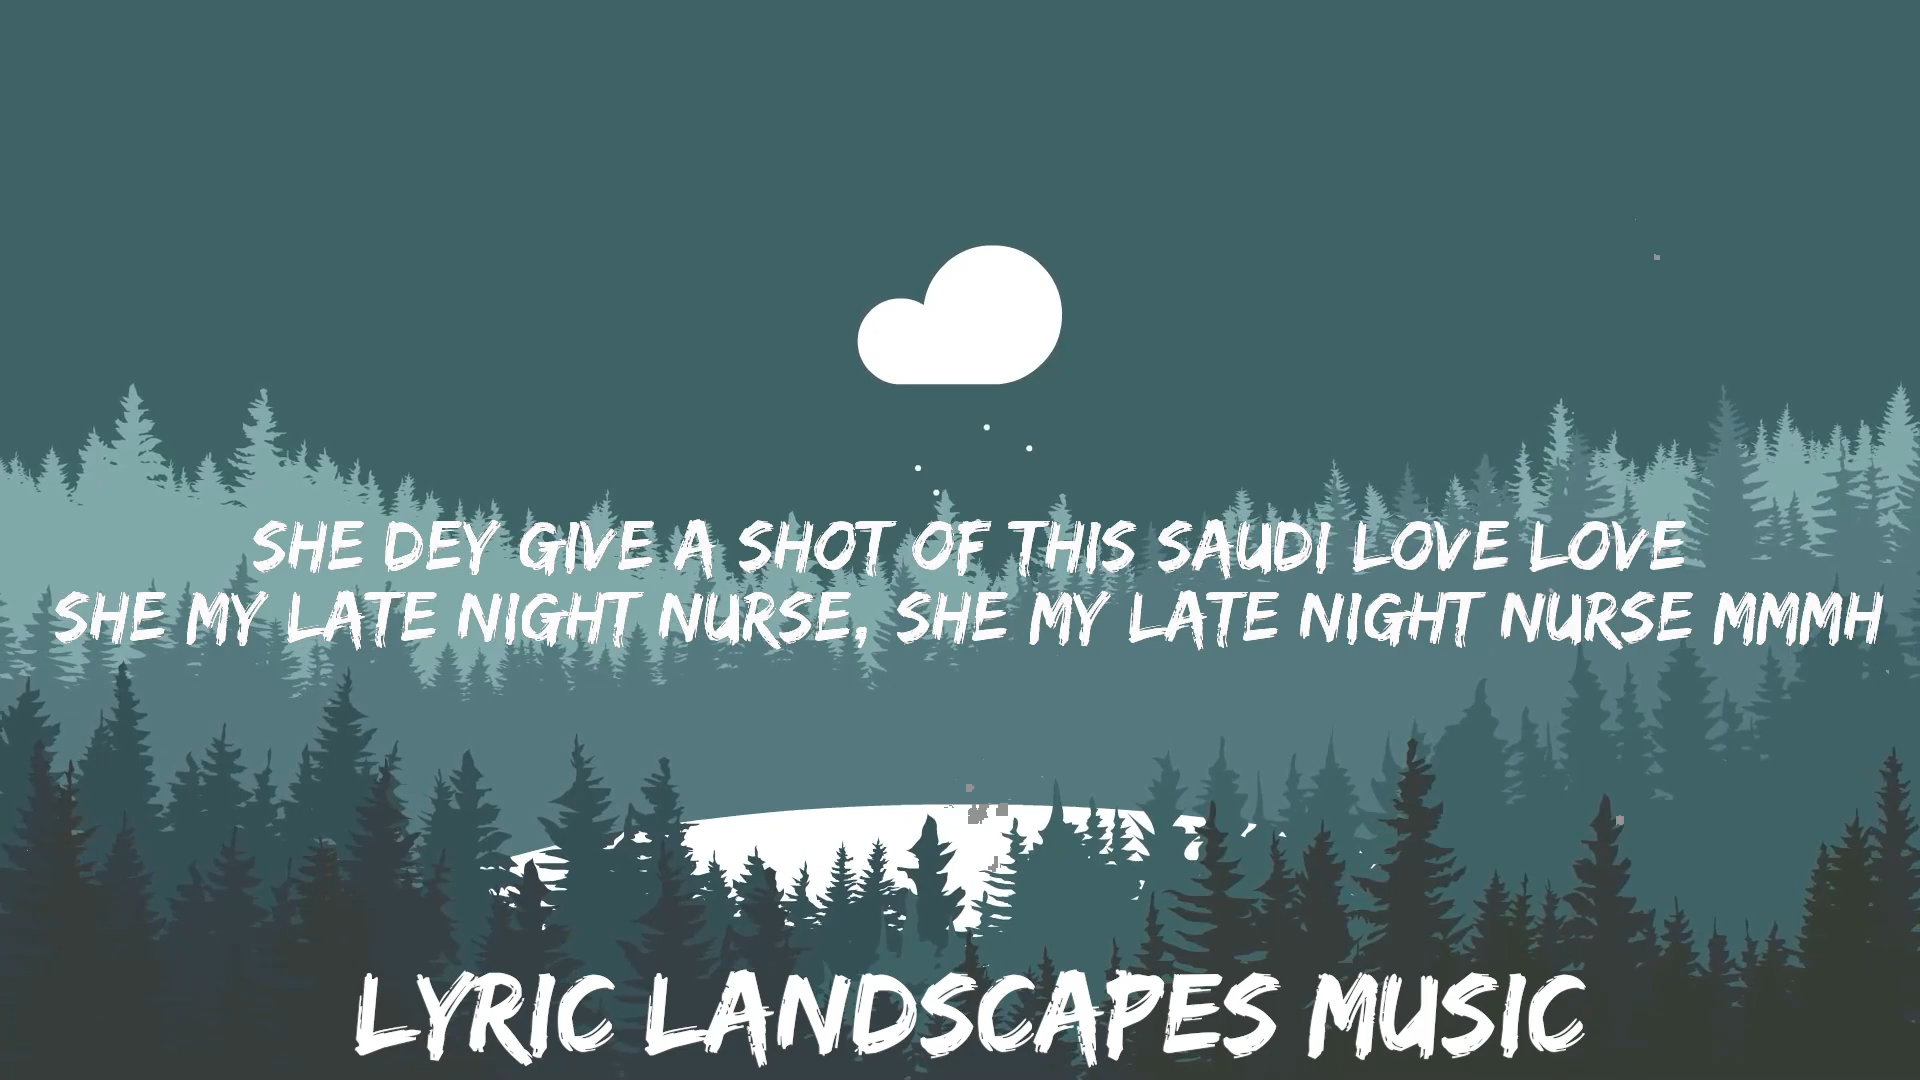 SHE DEY GIVE A SHOT OF THIS SAUDI LOVE LOVE
SHE MY LATE NIGHT NURSE, SHE MY LATE NIGHT NURSE MMMH
LYRIC LANDSCAPES MUSIC